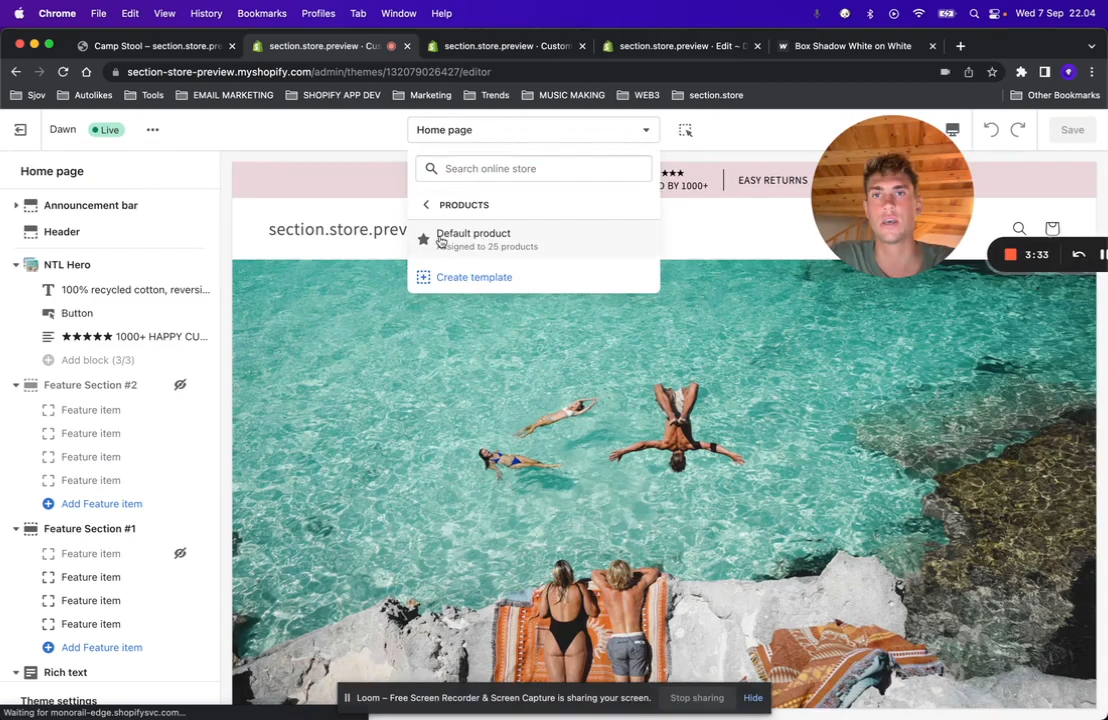 Chrome File Edit View History Bookmarks Profiles Tab Window Help Wed 7 Sep 22.04
Camp Stool – section.store.pre… section.store.preview · Cus section.store.preview · Custom section.store.preview · Edit ~ D Box Shadow White on White
section-store-preview.myshopify.com/admin/themes/132079026427/editor
Sjov Autolikes Tools EMAIL MARKETING SHOPIFY APP DEV Marketing Trends MUSIC MAKING WEB3 section.store Other Bookmarks
Dawn Live Home page Save
Home page
Search online store
★★★
D BY 1000+
EASY RETURNS
PRODUCTS
Announcement bar
Header
section.store.prev
Default product
Assigned to 25 products
3:33
NTL Hero
Create template
100% recycled cotton, reversi...
Button
★★★★★ 1000+ HAPPY CU...
Add block (3/3)
Feature Section #2
Feature item
Feature item
Feature item
Feature item
Add Feature item
Feature Section #1
Feature item
Feature item
Feature item
Feature item
Add Feature item
Rich text
Theme settings
Loom – Free Screen Recorder & Screen Capture is sharing your screen. Stop sharing Hide
Waiting for monorail-edge.shopifysvc.com...